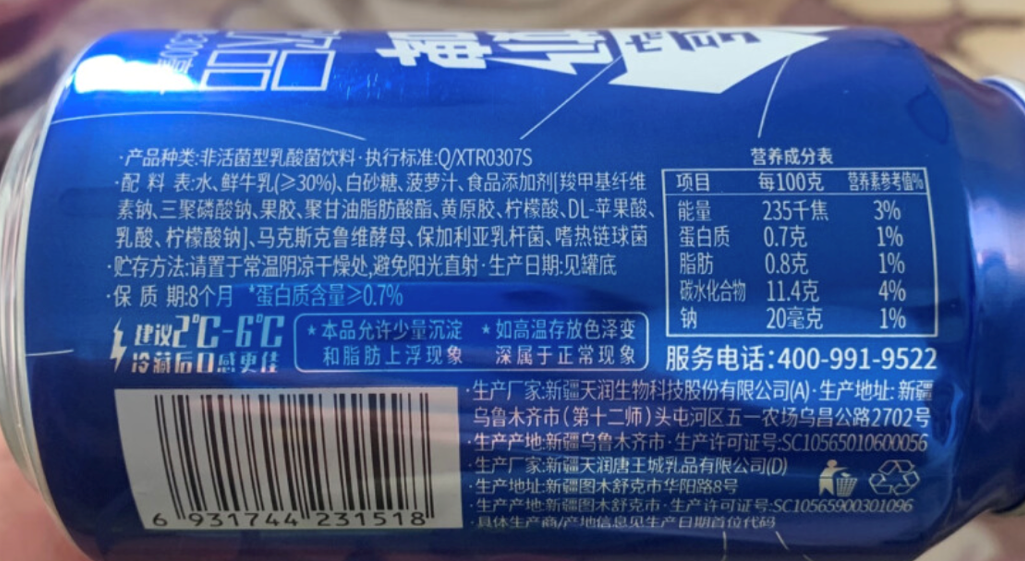 ·产品种类:非活菌型乳酸菌饮料·执行标准:Q/XTR0307S
·配 料 表:水、鲜牛乳(≥30%)、白砂糖、菠萝汁、食品添加剂[羧甲基纤维
素钠、三聚磷酸钠、果胶、聚甘油脂肪酸酯、黄原胶、柠檬酸、DL-苹果酸、
乳酸、柠檬酸钠]、马克斯克鲁维酵母、保加利亚乳杆菌、嗜热链球菌
·贮存方法:请置于常温阴凉干燥处,避免阳光直射·生产日期:见罐底
·保 质 期:8个月 *蛋白质含量≥0.7%
建议2℃-6℃
冷藏后口感更佳
★本品允许少量沉淀
和脂肪上浮现象
★如高温存放色泽变
深属于正常现象
营养成分表
项目 每100克 营养素参考值%
能量 235千焦 3%
蛋白质 0.7克 1%
脂肪 0.8克 1%
碳水化合物 11.4克 4%
钠 20毫克 1%
服务电话:400-991-9522
·生产厂家:新疆天润生物科技股份有限公司(A)·生产地址:新疆
乌鲁木齐市(第十二师)头屯河区五一农场乌昌公路2702号
·生产产地:新疆乌鲁木齐市·生产许可证号:SC10565010600056
·生产厂家:新疆天润唐王城乳品有限公司(D)
·生产地址:新疆图木舒克市华阳路8号
·生产产地:新疆图木舒克市·生产许可证号:SC10565900301096
·具体生产商/产地信息见生产日期首位代码
6 931744 231518